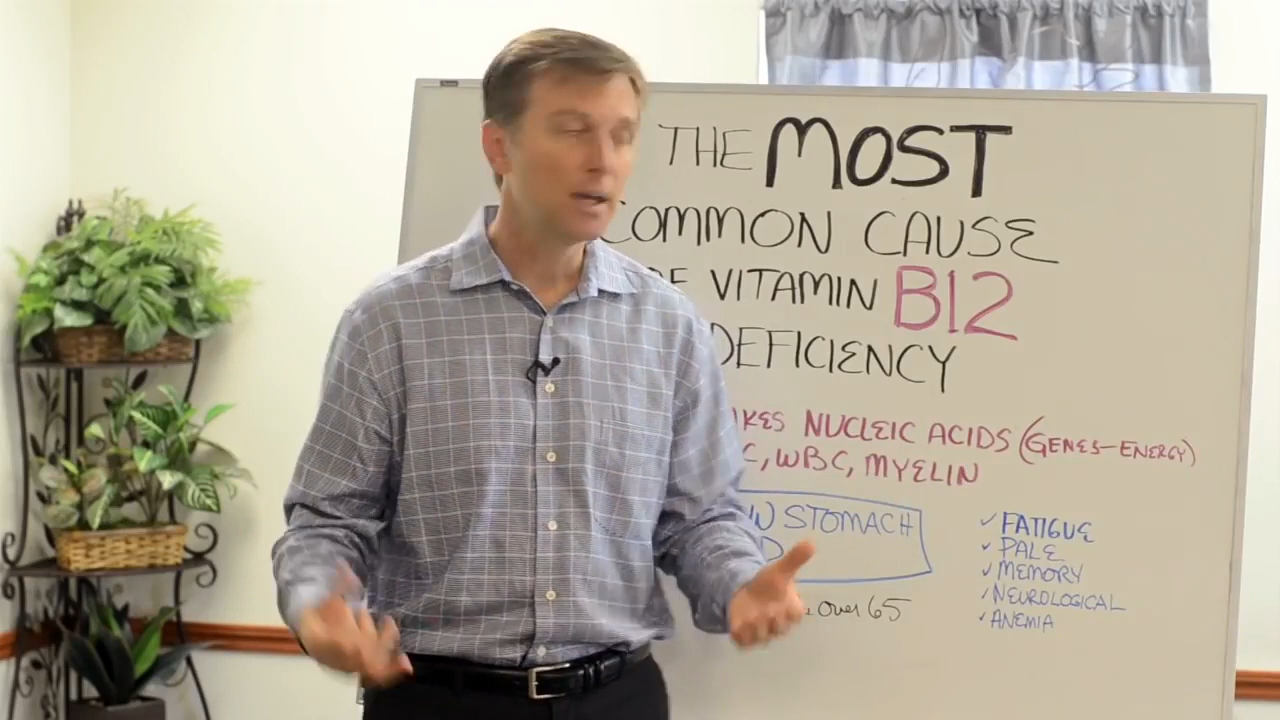 THE MOST
COMMON CAUSE
VITAMIN B12
DEFICIENCY
NUCLEIC ACIDS (GENES-ENERGY)
C, WBC, MYELIN
STOMACH
over 65
✓ FATIGUE
✓ PALE
✓ MEMORY
✓ NEUROLOGICAL
✓ ANEMIA